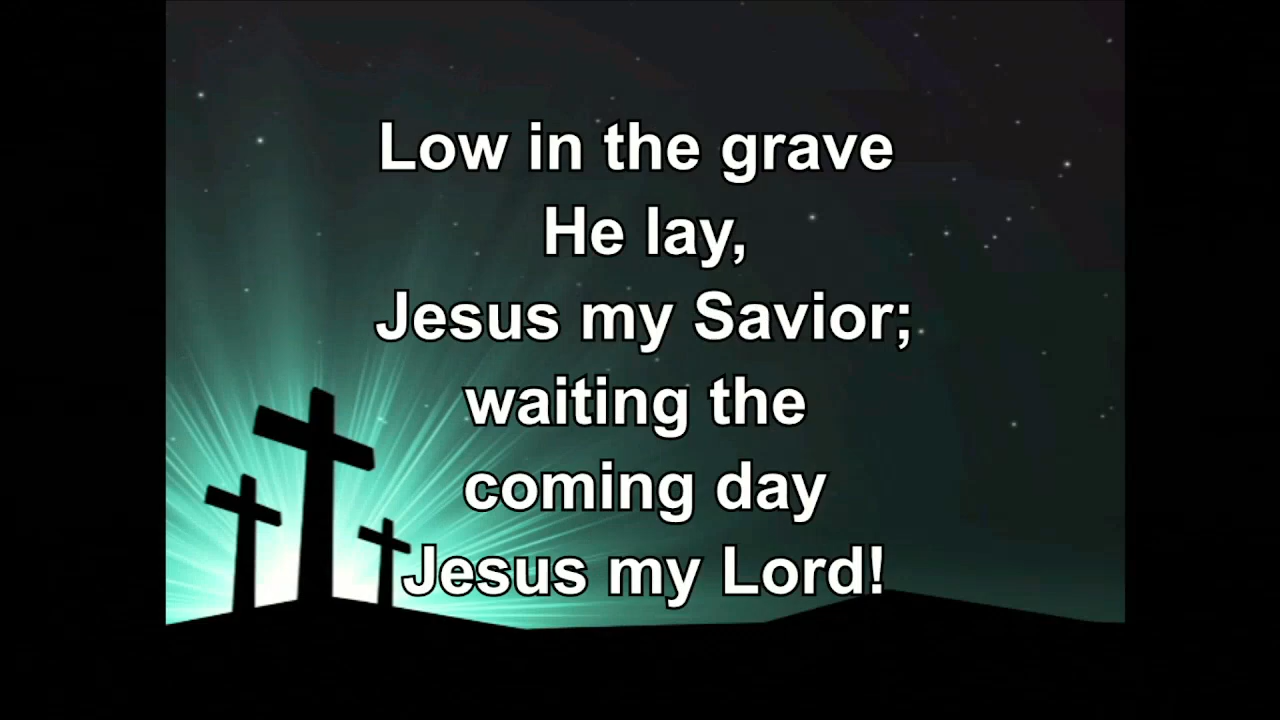 Low in the grave
He lay,
Jesus my Savior;
waiting the
coming day
Jesus my Lord!